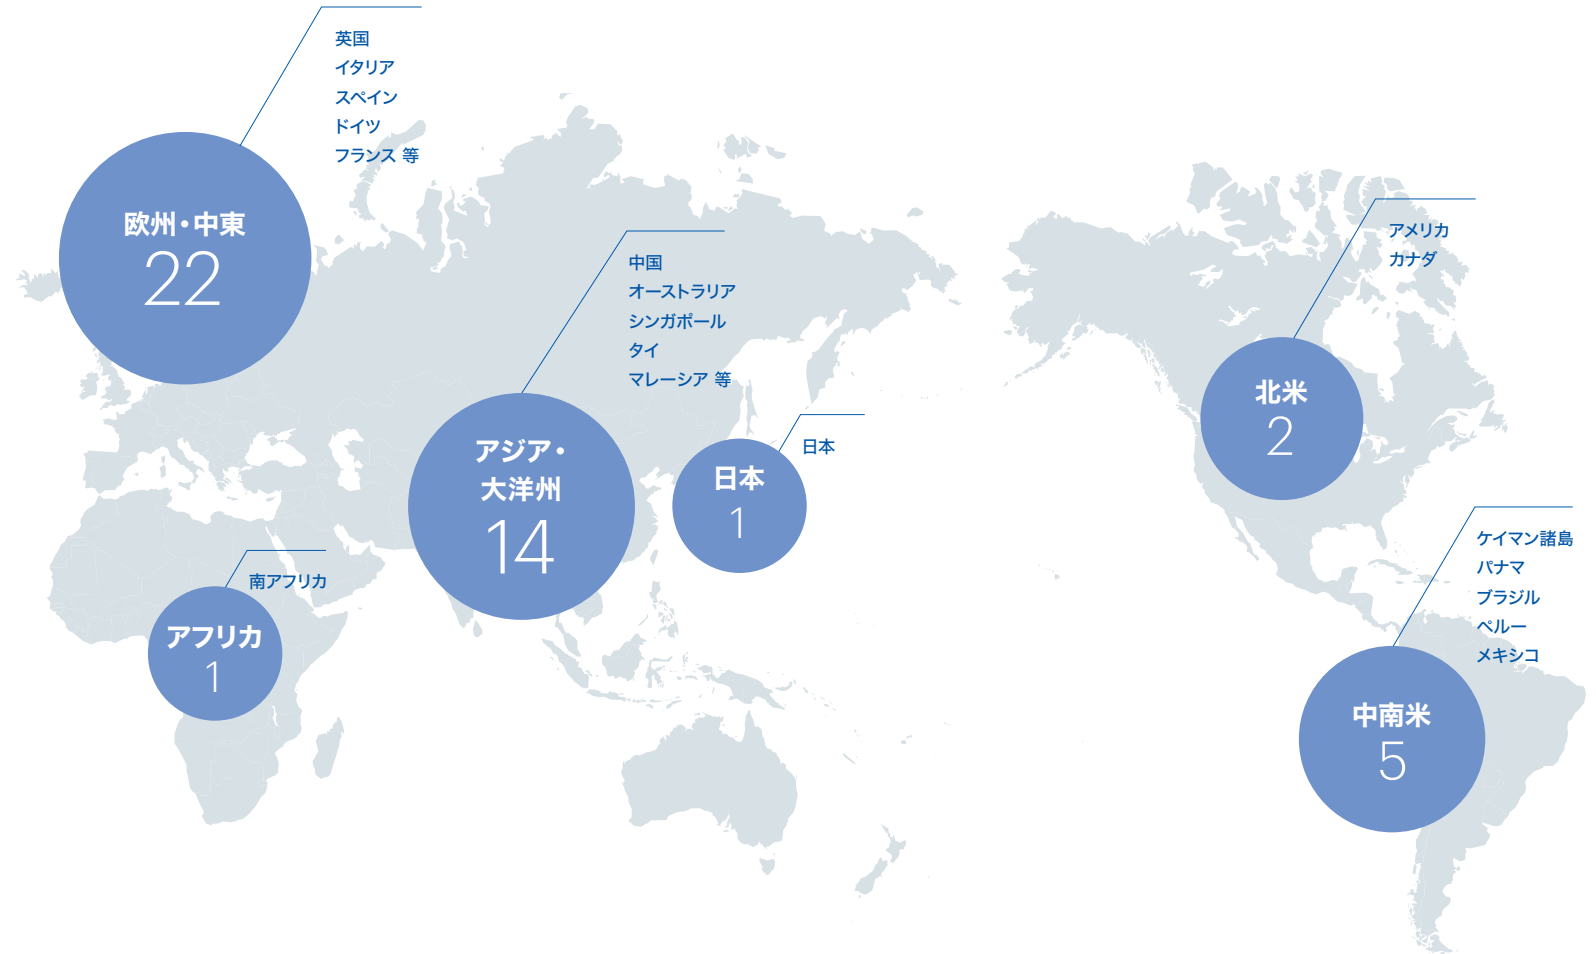 英国
イタリア
スペイン
ドイツ
フランス 等
欧州・中東
22
中国
オーストラリア
シンガポール
タイ
マレーシア 等
アジア・
大洋州
14
日本
日本
1
南アフリカ
アフリカ
1
アメリカ
カナダ
北米
2
ケイマン諸島
パナマ
ブラジル
ペルー
メキシコ
中南米
5